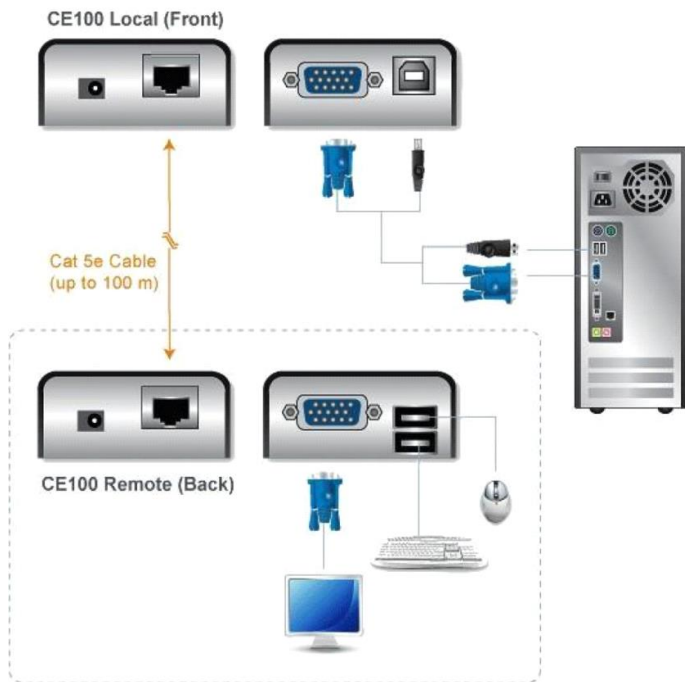 CE100 Local (Front)
Cat 5e Cable
(up to 100 m)
CE100 Remote (Back)